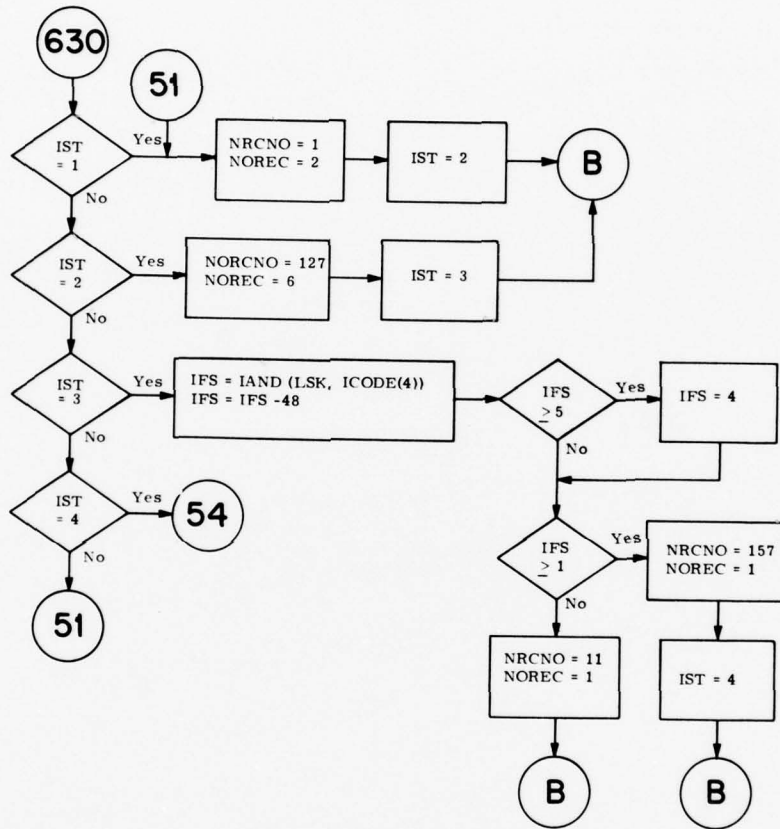 630
51
IST
= 1
Yes
NRCNO = 1
NOREC = 2
IST = 2
B
No
IST
= 2
Yes
NORCNO = 127
NOREC = 6
IST = 3
No
IST
= 3
Yes
IFS = IAND (LSK, ICODE(4))
IFS = IFS -48
IFS
≥ 5
Yes
IFS = 4
No
No
IST
= 4
Yes
54
No
51
IFS
≥ 1
Yes
NRCNO = 157
NOREC = 1
No
NRCNO = 11
NOREC = 1
IST = 4
B
B